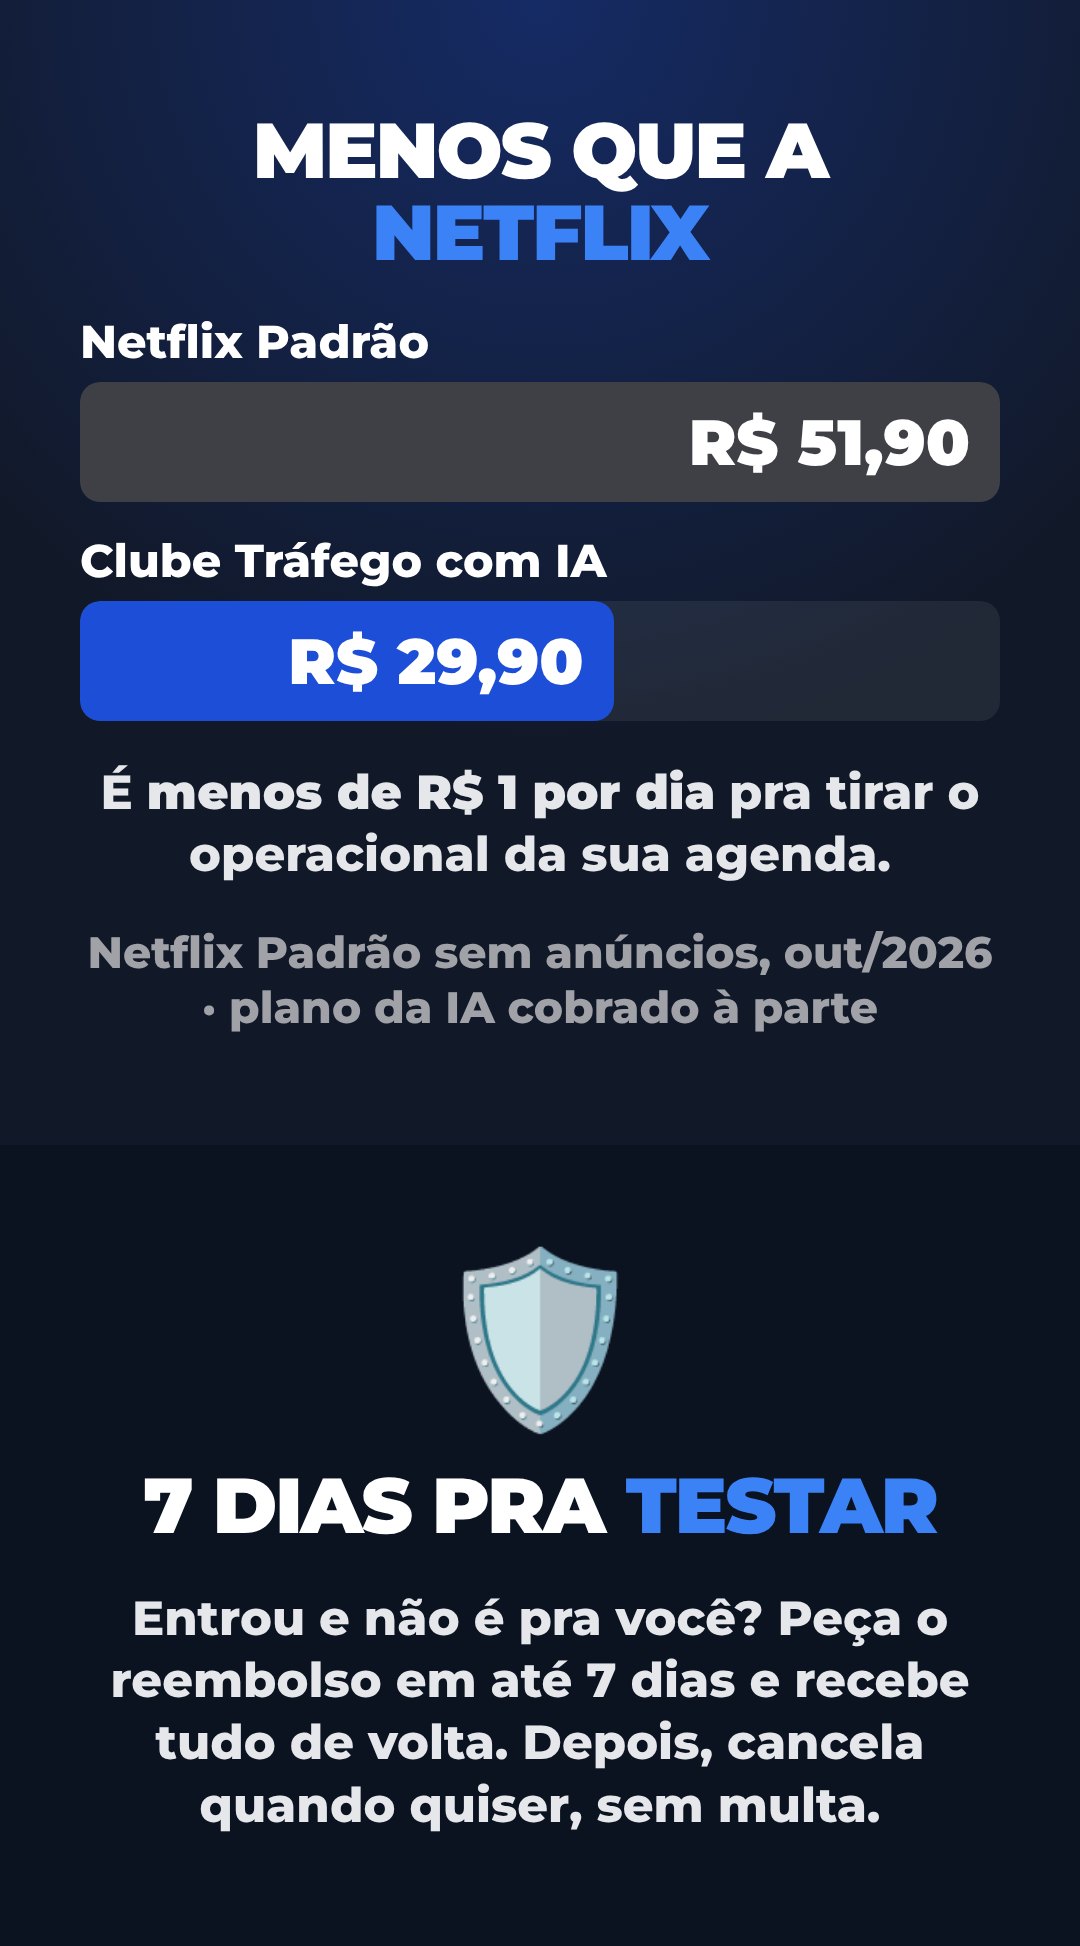 MENOS QUE A
NETFLIX
Netflix Padrão
R$ 51,90
Clube Tráfego com IA
R$ 29,90
É menos de R$ 1 por dia pra tirar o
operacional da sua agenda.
Netflix Padrão sem anúncios, out/2026
• plano da IA cobrado à parte
7 DIAS PRA TESTAR
Entrou e não é pra você? Peça o
reembolso em até 7 dias e recebe
tudo de volta. Depois, cancela
quando quiser, sem multa.